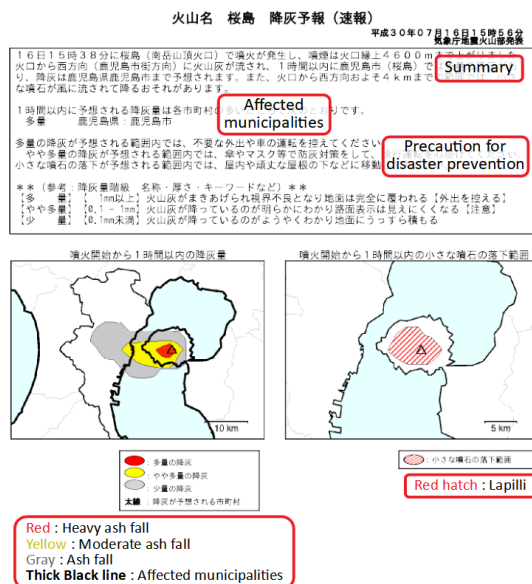 火山名　桜島　降灰予報（速報）
平成３０年０７月１６日１５時５６分
気象庁地震火山部発表
１６日１５時３８分に桜島（南岳山頂火口）で噴火が発生し、噴煙は火口縁上４６００ｍまで上が
火口から西方向（鹿児島市街方向）に火山灰が流され、１時間以内に鹿児島市（桜島）で
り、降灰は鹿児島県鹿児島市まで予想されます。また、火口から西方向およそ４ｋｍま
な噴石が風に流されて降るおそれがあります。
Summary
１時間以内に予想される降灰量は各市町村の おりです。
多量　　鹿児島県：鹿児島市
Affected
municipalities
多量の降灰が予想される範囲内では、不要な外出や車の運転を控えてくださ
やや多量の降灰が予想される範囲内では、傘やマスク等で防灰対策をして、
小さな噴石の落下が予想される範囲内では、屋内や頑丈な屋根の下などに移動
Precaution for
disaster prevention
＊＊（参考：降灰量階級　名称・厚さ・キーワードなど）＊＊
【多　　量】【　１mm以上】火山灰がまきあげられ視界不良となり地面は完全に覆われる【外出を控える】
【やや多量】【０.１－１mm】火山灰が降っているのが明らかにわかり路面表示は見えにくくなる【注意】
【少　　量】【０.１mm未満】火山灰が降っているのがようやくわかり地面にうっすら積もる
噴火開始から１時間以内の降灰量
噴火開始から１時間以内の小さな噴石の落下範囲
10 km
5 km
：多量の降灰
：やや多量の降灰
：少量の降灰
太線：降灰が予想される市町村
：小さな噴石の落下範囲
Red hatch : Lapilli
Red : Heavy ash fall
Yellow : Moderate ash fall
Gray : Ash fall
Thick Black line : Affected municipalities